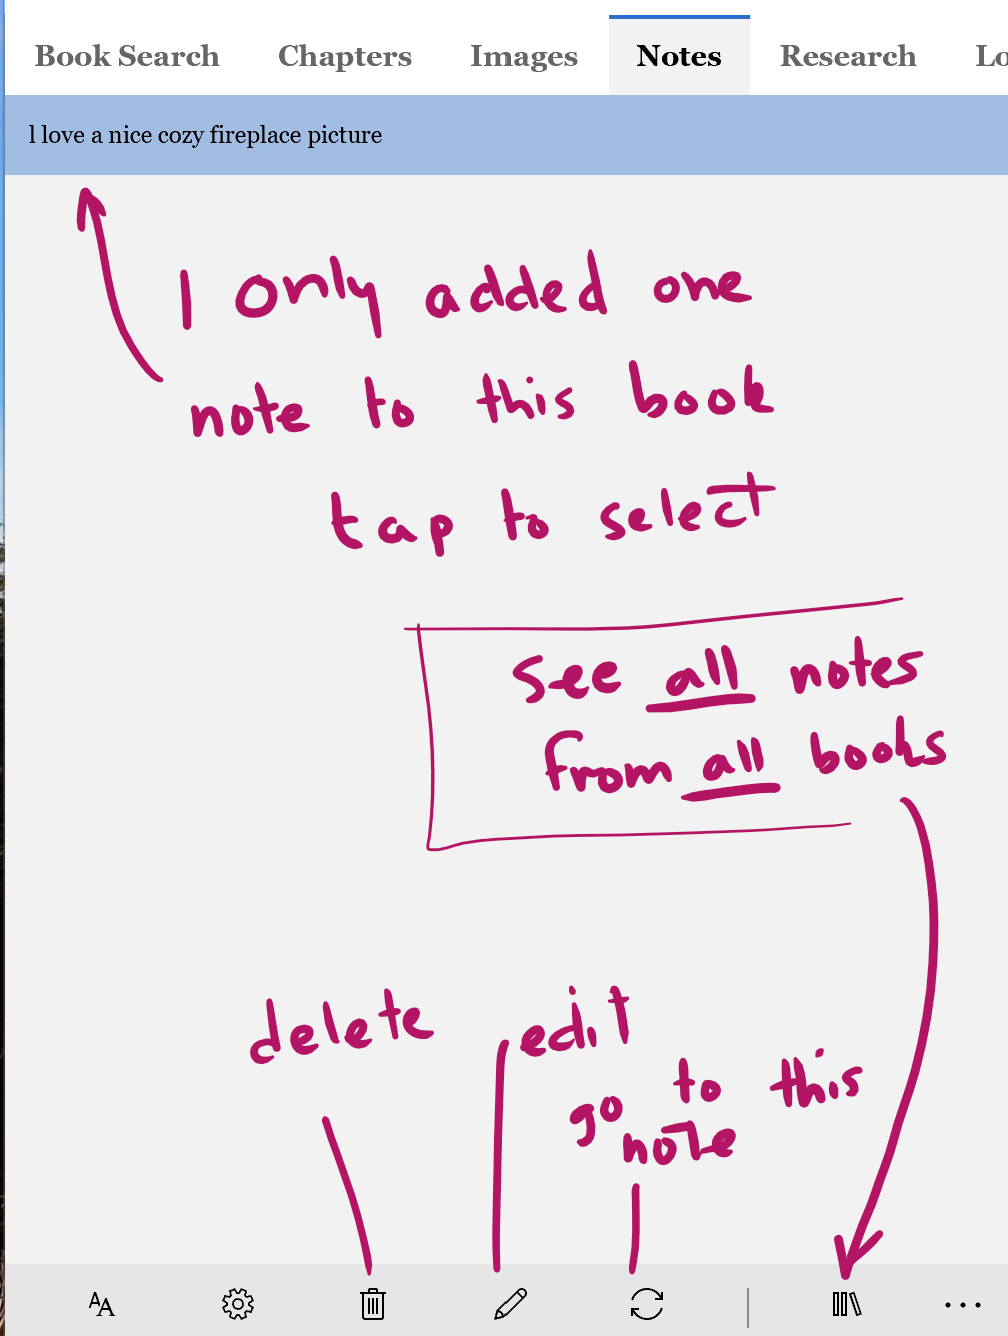 Book Search Chapters Images Notes Research Lo
I love a nice cozy fireplace picture
I only added one
note to this book
tap to select
see all notes
from all books
delete edit
go to this
note
AA